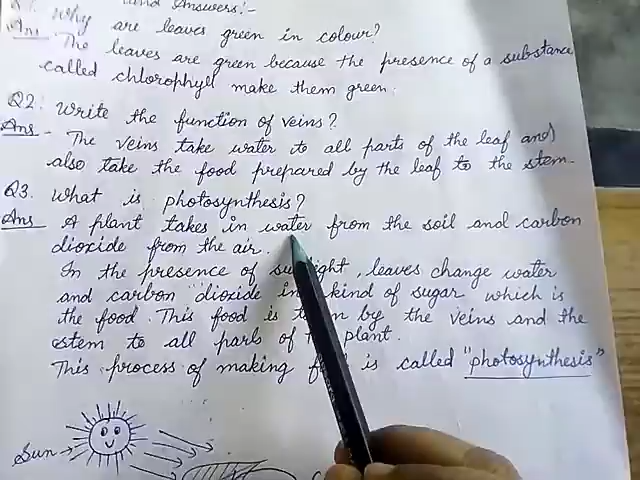 and Answers:-
Why are leaves green in colour?
Ans. The leaves are green because the presence of a substance
called chlorophyll make them green.
Q2. Write the function of veins?
Ans - The veins take water to all parts of the leaf and
also take the food prepared by the leaf to the stem.
Q3. What is photosynthesis?
Ans A plant takes in water from the soil and carbon
dioxide from the air.
In the presence of sunlight, leaves change water
and carbon dioxide in kind of sugar which is
the food. This food is by the veins and the
stem to all parts of plant.
This process of making is called "photosynthesis"
Sun